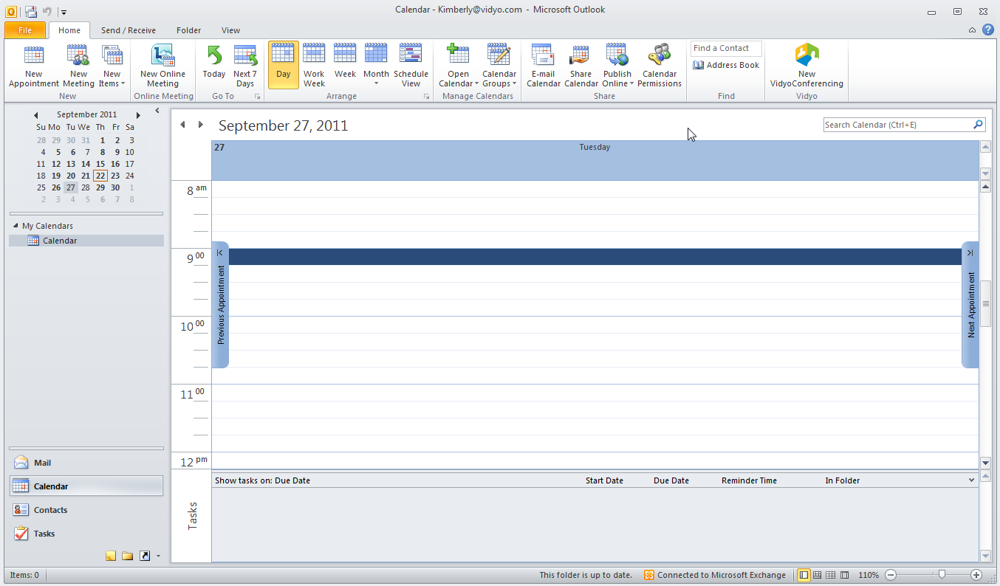 Calendar - Kimberly@vidyo.com - Microsoft Outlook
File Home Send / Receive Folder View
New Appointment
New Meeting
New Items
New
New Online Meeting
Online Meeting
Today
Next 7 Days
Go To
Day
Work Week
Week
Month
Schedule View
Arrange
Open Calendar
Calendar Groups
Manage Calendars
E-mail Calendar
Share Calendar
Publish Online
Calendar Permissions
Share
Find a Contact
Address Book
Find
New VidyoConferencing
Vidyo
September 2011
Su Mo Tu We Th Fr Sa
28 29 30 31 1 2 3
4 5 6 7 8 9 10
11 12 13 14 15 16 17
18 19 20 21 22 23 24
25 26 27 28 29 30 1
2 3 4 5 6 7 8
My Calendars
Calendar
Mail
Calendar
Contacts
Tasks
September 27, 2011
Search Calendar (Ctrl+E)
27 Tuesday
8 am
9 00
10 00
11 00
12 pm
Previous Appointment
Next Appointment
Tasks
Show tasks on: Due Date Start Date Due Date Reminder Time In Folder
Items: 0
This folder is up to date. Connected to Microsoft Exchange 110%